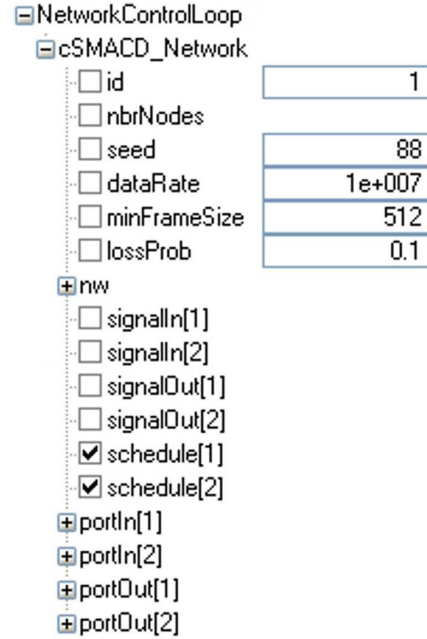 NetworkControlLoop
cSMACD_Network
id 1
nbrNodes
seed 88
dataRate 1e+007
minFrameSize 512
lossProb 0.1
nw
signalIn[1]
signalIn[2]
signalOut[1]
signalOut[2]
schedule[1]
schedule[2]
portIn[1]
portIn[2]
portOut[1]
portOut[2]